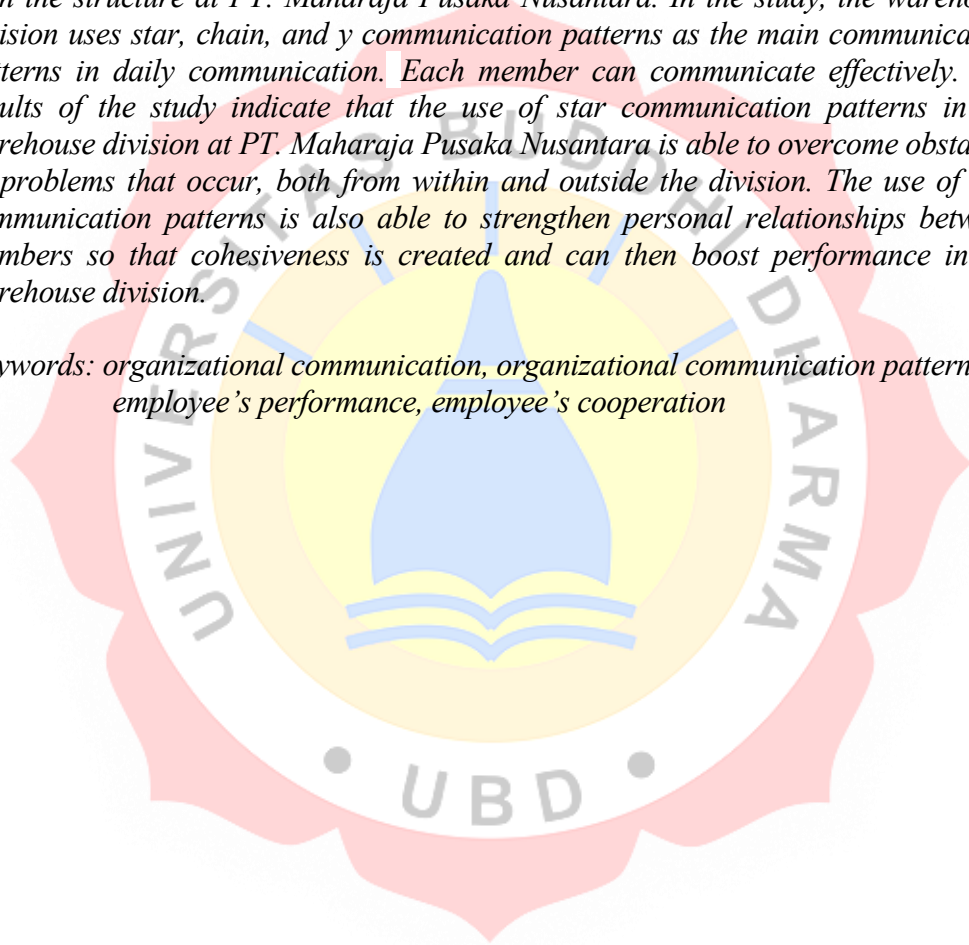 the structure at PT. Maharaja Pusaka Nusantara. In the study, the wareho
ision uses star, chain, and y communication patterns as the main communica
tterns in daily communication. Each member can communicate effectively.
ults of the study indicate that the use of star communication patterns in
rehouse division at PT. Maharaja Pusaka Nusantara is able to overcome obsta
problems that occur, both from within and outside the division. The use of
mmunication patterns is also able to strengthen personal relationships betw
mbers so that cohesiveness is created and can then boost performance in
rehouse division.
ywords: organizational communication, organizational communication pattern
employee's performance, employee's cooperation
UNIVERSITAS BUDDHI DHARMA
• UBD •